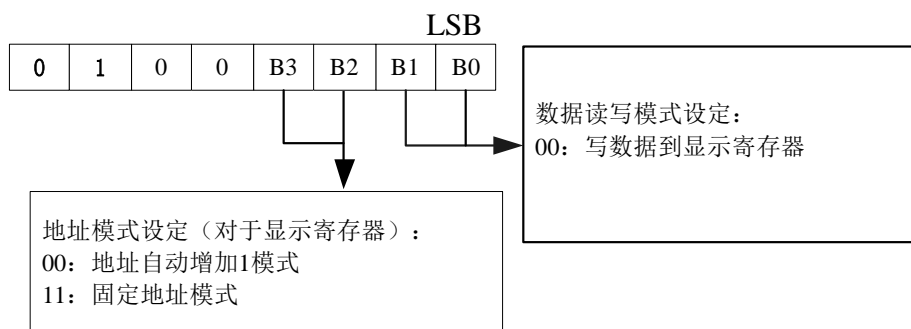 LSB
0 1 0 0 B3 B2 B1 B0
数据读写模式设定：
00：写数据到显示寄存器
地址模式设定（对于显示寄存器）：
00：地址自动增加1模式
11：固定地址模式